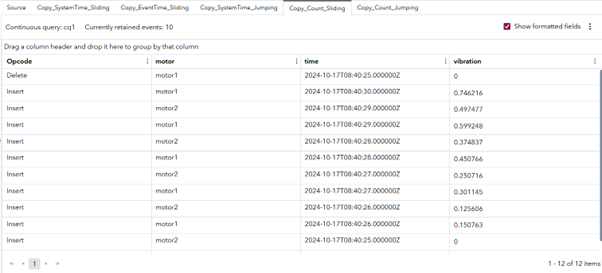 Source Copy_SystemTime_Sliding Copy_EventTime_Sliding Copy_SystemTime_Jumping Copy_Count_Sliding Copy_Count_Jumping
Continuous query: cq1 Currently retained events: 10 Show formatted fields
Drag a column header and drop it here to group by that column
Opcode motor time vibration
Delete motor1 2024-10-17T08:40:25.000000Z 0
Insert motor1 2024-10-17T08:40:30.000000Z 0.746216
Insert motor2 2024-10-17T08:40:29.000000Z 0.497477
Insert motor1 2024-10-17T08:40:29.000000Z 0.599248
Insert motor2 2024-10-17T08:40:28.000000Z 0.374837
Insert motor1 2024-10-17T08:40:28.000000Z 0.450766
Insert motor2 2024-10-17T08:40:27.000000Z 0.250716
Insert motor1 2024-10-17T08:40:27.000000Z 0.301145
Insert motor2 2024-10-17T08:40:26.000000Z 0.125606
Insert motor1 2024-10-17T08:40:26.000000Z 0.150763
Insert motor2 2024-10-17T08:40:25.000000Z 0
1 1 - 12 of 12 items